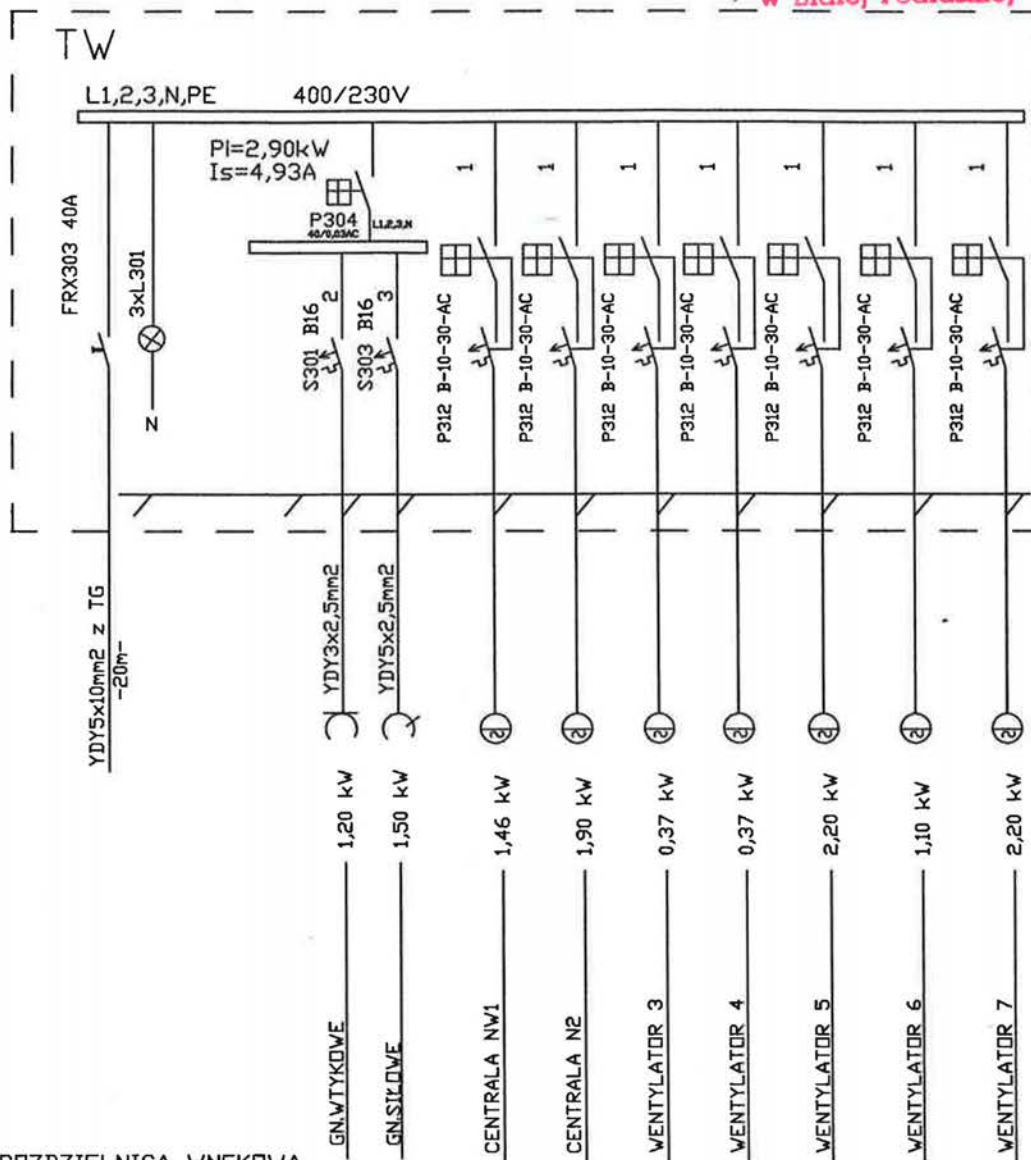 TW
L1,2,3,N,PE
400/230V
Pi=2,90kW
Is=4,93A
P304
40/0,03AC
L1,2,3,N
FRX303 40A
3xL301
N
S301 B16
2
S303 B16
3
1
1
1
1
1
1
1
P312 B-10-30-AC
P312 B-10-30-AC
P312 B-10-30-AC
P312 B-10-30-AC
P312 B-10-30-AC
P312 B-10-30-AC
P312 B-10-30-AC
YDY5x10mm2 z TG
-20m-
YDY3x2,5mm2
YDY5x2,5mm2
1,20 kW
1,50 kW
1,46 kW
1,90 kW
0,37 kW
0,37 kW
2,20 kW
1,10 kW
2,20 kW
GN.WTYKOWE
GN.SIŁOWE
CENTRALA NW1
CENTRALA N2
WENTYLATOR 3
WENTYLATOR 4
WENTYLATOR 5
WENTYLATOR 6
WENTYLATOR 7